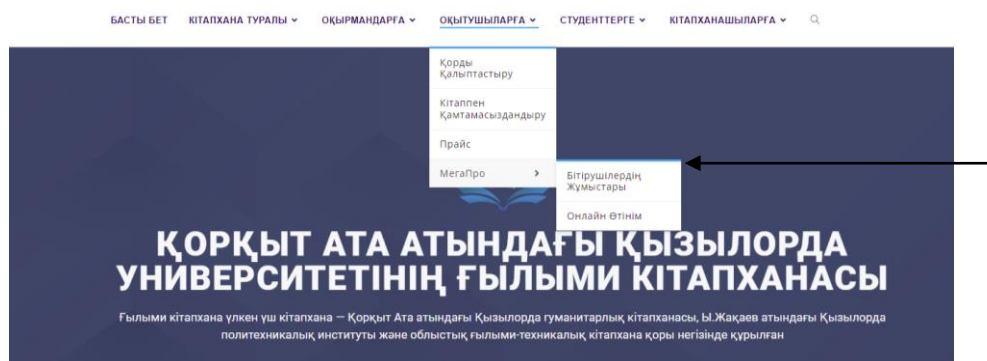 БАСТЫ БЕТ КІТАПХАНА ТУРАЛЫ ОҚЫРМАНДАРҒА ОҚЫТУШЫЛАРҒА СТУДЕНТТЕРГЕ КІТАПХАНАШЫЛАРҒА
Қорды
Қалыптастыру
Кітаппен
Қамтамасыздандыру
Прайс
МегаПро
Бітірушілердің
Жұмыстары
Онлайн Өтінім
ҚОРҚЫТ АТА АТЫНДАҒЫ ҚЫЗЫЛОРДА
УНИВЕРСИТЕТІНІҢ ҒЫЛЫМИ КІТАПХАНАСЫ
Ғылыми кітапхана үлкен үш кітапхана — Қорқыт Ата атындағы Қызылорда гуманитарлық кітапханасы, Ы.Жақаев атындағы Қызылорда
политехникалық институты және облыстық ғылыми-техникалық кітапхана қоры негізінде құрылған